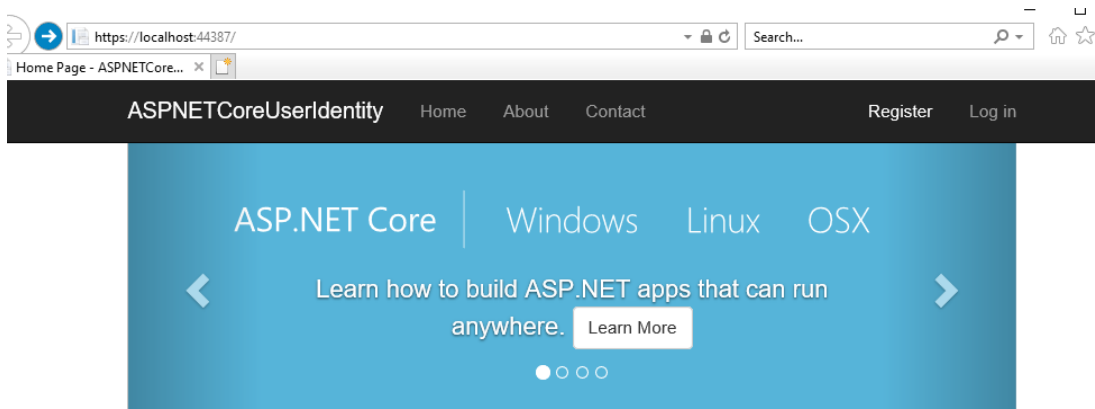 https://localhost:44387/
Search...
Home Page - ASPNETCore...
ASPNETCoreUserIdentity Home About Contact Register Log in
ASP.NET Core Windows Linux OSX
Learn how to build ASP.NET apps that can run
anywhere. Learn More